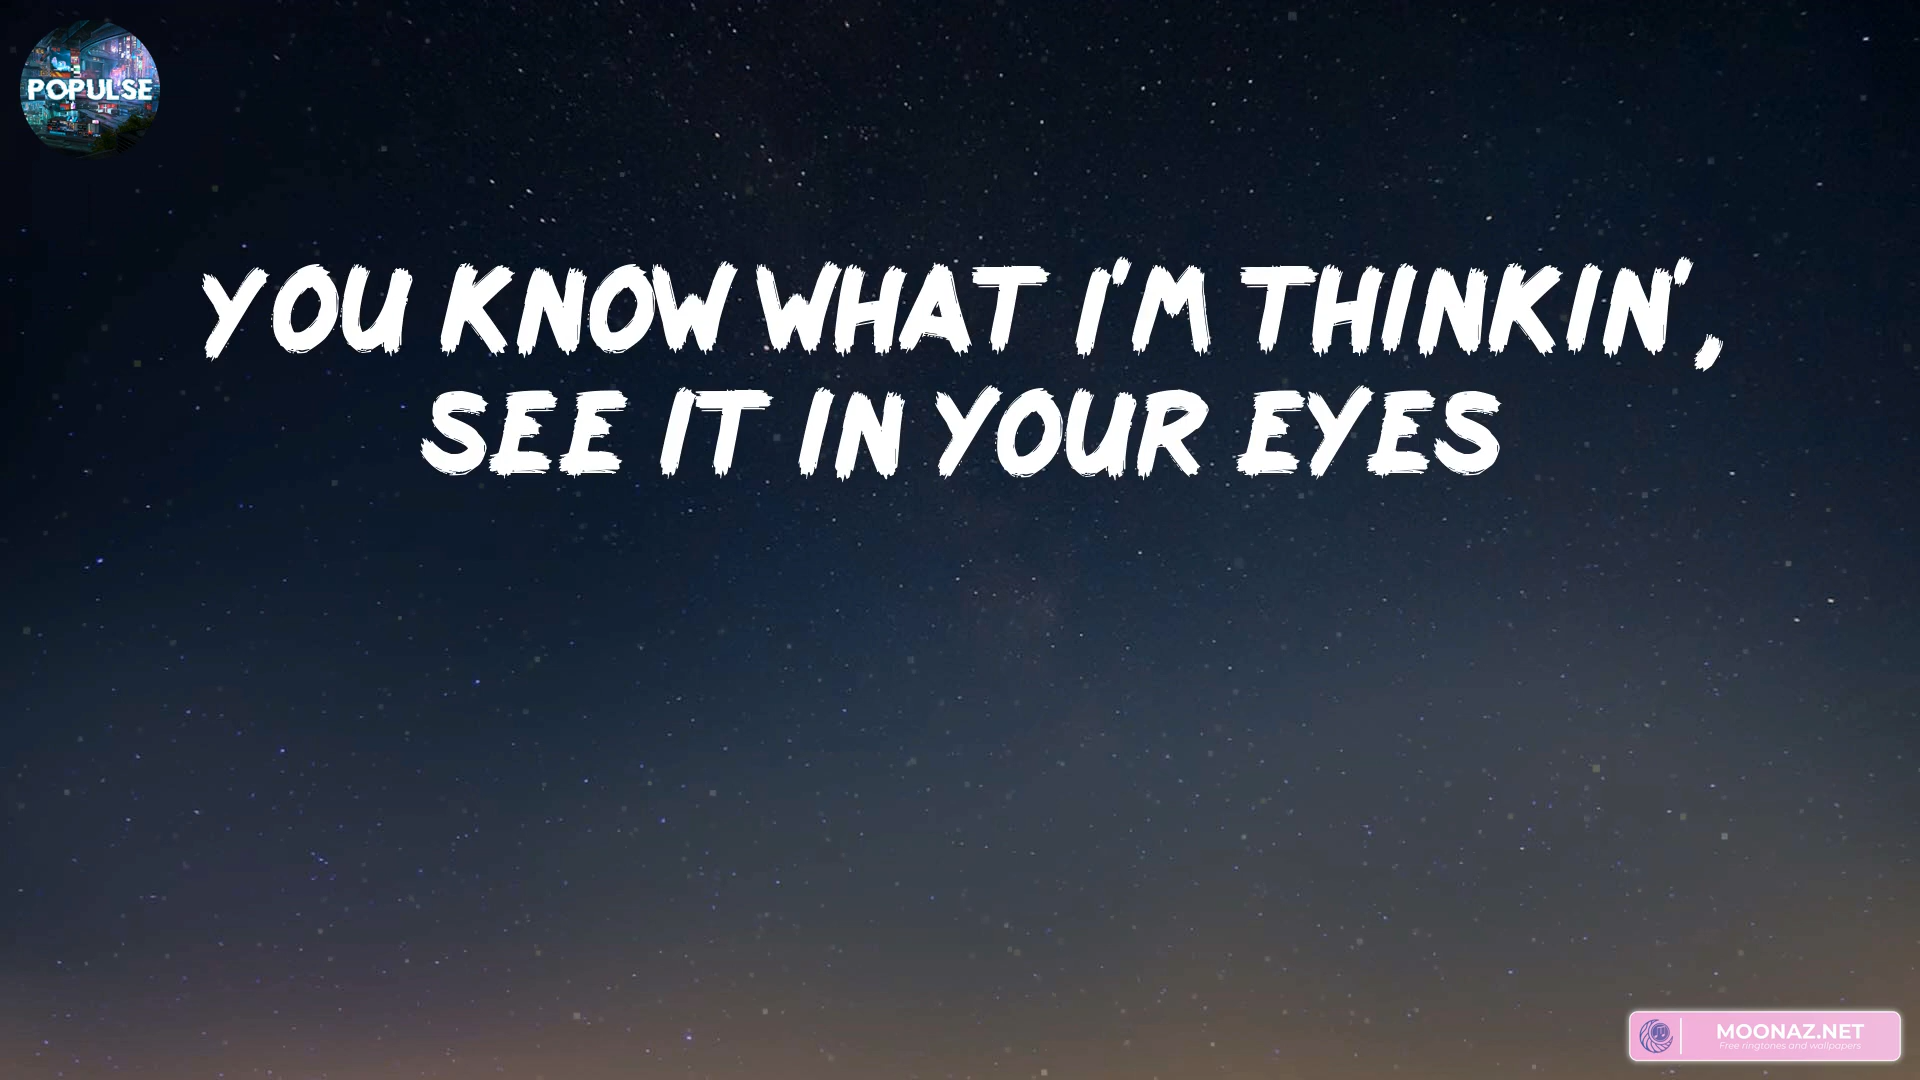 POPULSE
YOU KNOW WHAT I'M THINKIN',
SEE IT IN YOUR EYES
MOONAZ.NET
Free ringtones and wallpapers